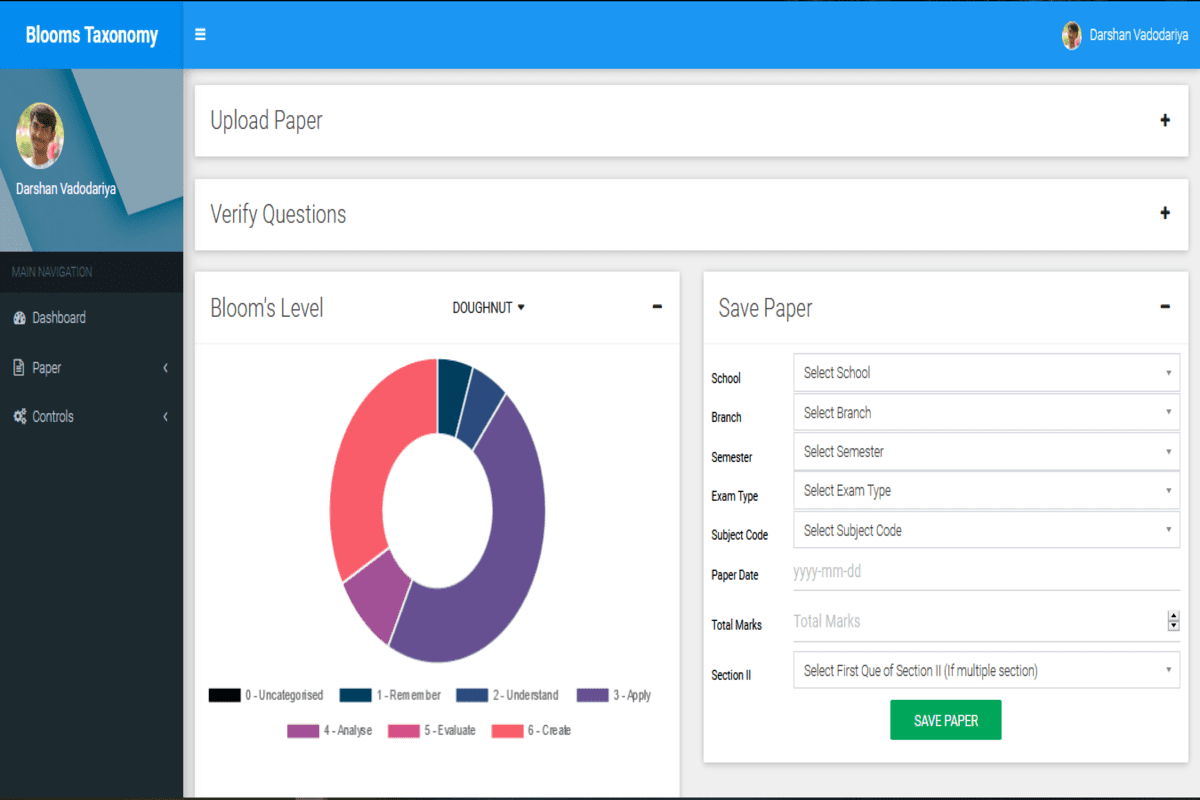 Blooms Taxonomy
Darshan Vadodariya
Darshan Vadodariya
MAIN NAVIGATION
Dashboard
Paper
Controls
Upload Paper
Verify Questions
Bloom's Level
DOUGHNUT
0 - Uncategorised 1 - Remember 2 - Understand 3 - Apply
4 - Analyse 5 - Evaluate 6 - Create
Save Paper
School Select School
Branch Select Branch
Semester Select Semester
Exam Type Select Exam Type
Subject Code Select Subject Code
Paper Date yyyy-mm-dd
Total Marks Total Marks
Section II Select First Que of Section II (If multiple section)
SAVE PAPER